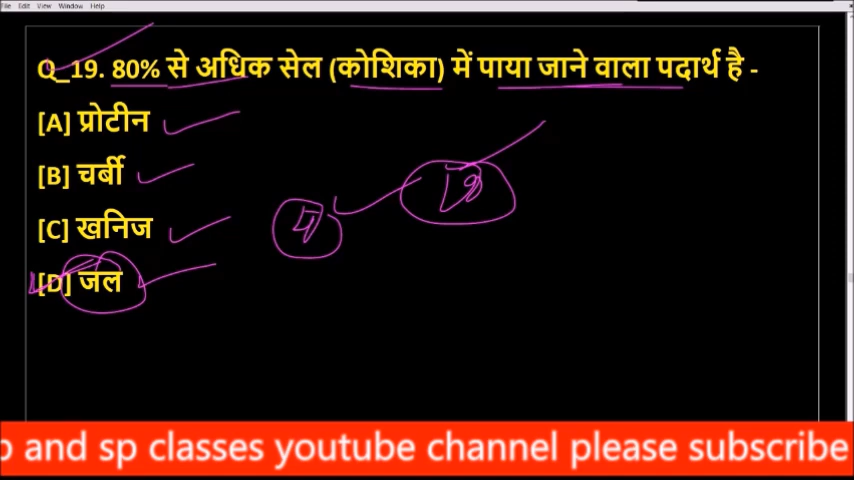 File Edit View Window Help
Q_19. 80% से अधिक सेल (कोशिका) में पाया जाने वाला पदार्थ है -
[A] प्रोटीन
[B] चर्बी
[C] खनिज
[D] जल
and sp classes youtube channel please subscribe